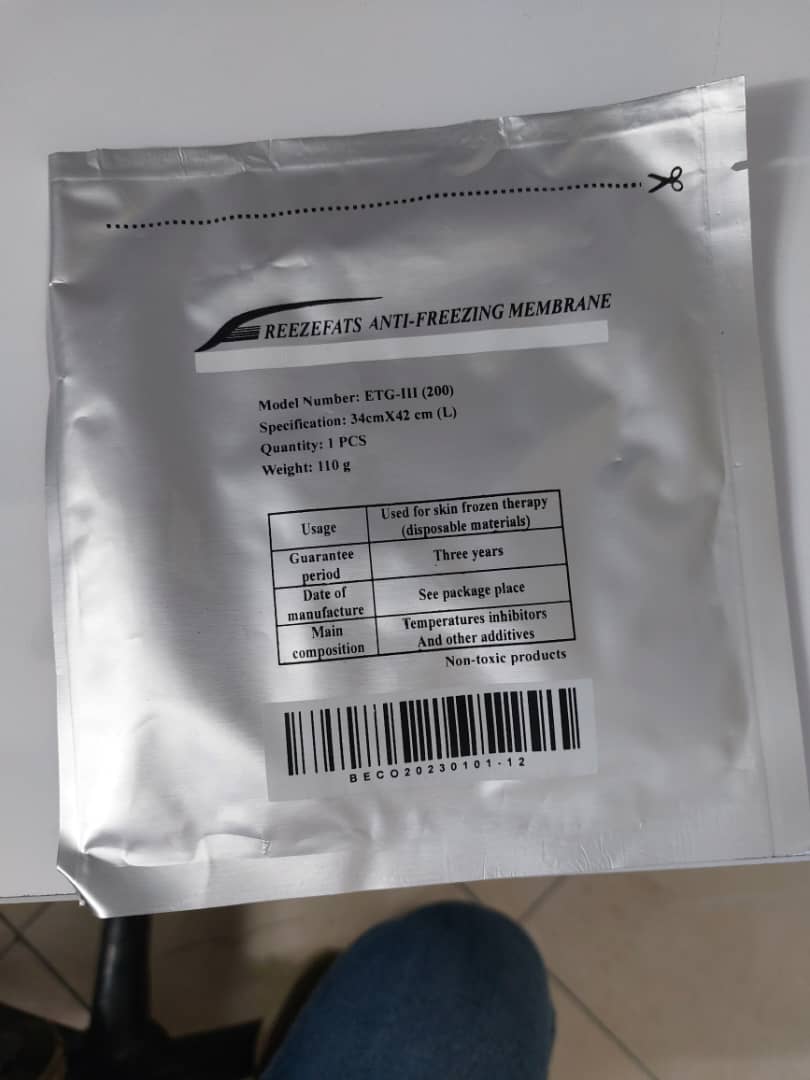 REEZEFATS ANTI-FREEZING MEMBRANE
Model Number: ETG-III (200)
Specification: 34cmX42 cm (L)
Quantity: 1 PCS
Weight: 110 g
Usage
Used for skin frozen therapy
(disposable materials)
Guarantee
period
Three years
Date of
manufacture
See package place
Main
composition
Temperatures inhibitors
And other additives
Non-toxic products
BECO20230101-12